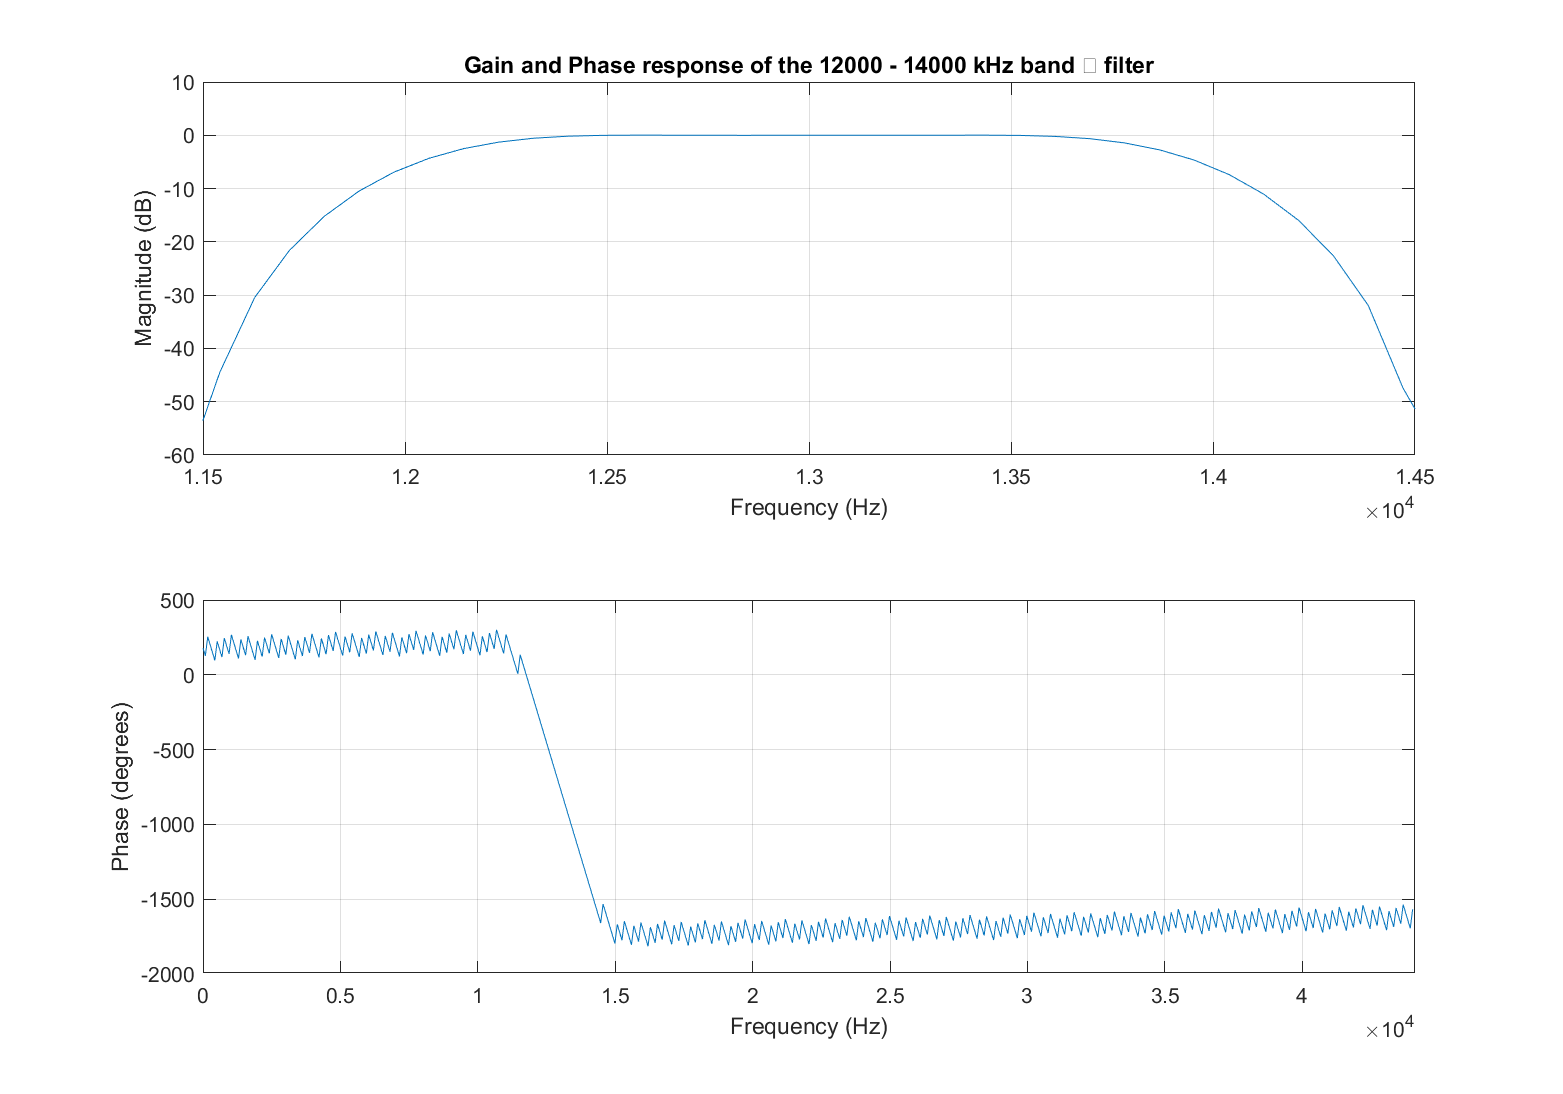 Gain and Phase response of the 12000 - 14000 kHz band □ filter
10
0
-10
-20
-30
-40
-50
-60
Magnitude (dB)
1.15 1.2 1.25 1.3 1.35 1.4 1.45
Frequency (Hz)
×10^4
500
0
-500
-1000
-1500
-2000
Phase (degrees)
0 0.5 1 1.5 2 2.5 3 3.5 4
Frequency (Hz)
×10^4